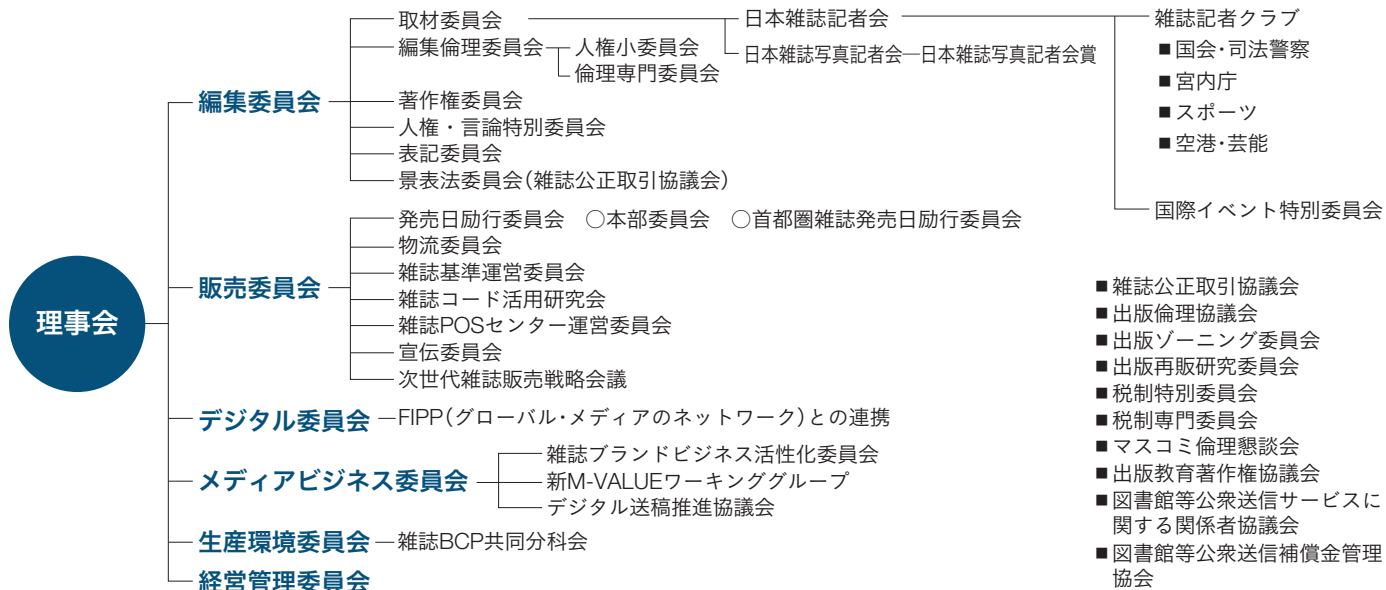 理事会
編集委員会
取材委員会
日本雑誌記者会
雑誌記者クラブ
■国会・司法警察
■宮内庁
■スポーツ
■空港・芸能
国際イベント特別委員会
日本雑誌写真記者会
日本雑誌写真記者会賞
編集倫理委員会
人権小委員会
倫理専門委員会
著作権委員会
人権・言論特別委員会
表記委員会
景表法委員会(雑誌公正取引協議会)
販売委員会
発売日励行委員会 ○本部委員会 ○首都圏雑誌発売日励行委員会
物流委員会
雑誌基準運営委員会
雑誌コード活用研究会
雑誌POSセンター運営委員会
宣伝委員会
次世代雑誌販売戦略会議
デジタル委員会
FIPP(グローバル・メディアのネットワーク)との連携
メディアビジネス委員会
雑誌ブランドビジネス活性化委員会
新M-VALUEワーキンググループ
デジタル送稿推進協議会
生産環境委員会
雑誌BCP共同分科会
経営管理委員会
■雑誌公正取引協議会
■出版倫理協議会
■出版ゾーニング委員会
■出版再販研究委員会
■税制特別委員会
■税制専門委員会
■マスコミ倫理懇談会
■出版教育著作権協議会
■図書館等公衆送信サービスに
関する関係者協議会
■図書館等公衆送信補償金管理
協会